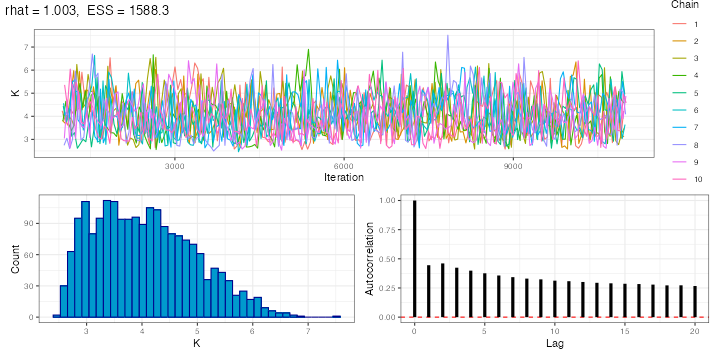 rhat = 1.003, ESS = 1588.3
Chain
1
2
3
4
5
6
7
8
9
10
K
7
6
5
4
3
3000 6000 9000
Iteration
Count
90
60
30
0
3 4 5 6 7
K
Autocorrelation
1.00
0.75
0.50
0.25
0.00
0 5 10 15 20
Lag